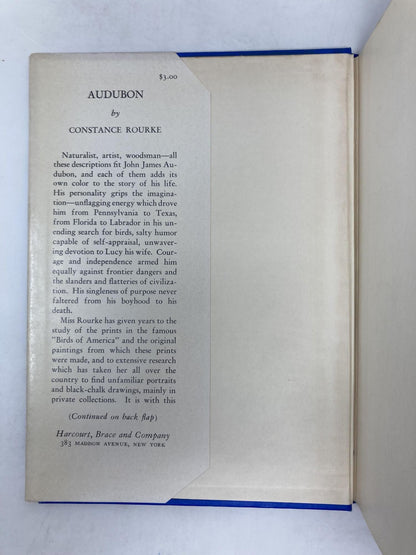 $3.00
AUDUBON
by
CONSTANCE ROURKE
Naturalist, artist, woodsman—all
these descriptions fit John James Au-
dubon, and each of them adds its
own color to the story of his life.
His personality grips the imagina-
tion—unflagging energy which drove
him from Pennsylvania to Texas,
from Florida to Labrador in his un-
ending search for birds, salty humor
capable of self-appraisal, unwaver-
ing devotion to Lucy his wife. Cour-
age and independence armed him
equally against frontier dangers and
the slanders and flatteries of civiliza-
tion. His singleness of purpose never
faltered from his boyhood to his
death.
Miss Rourke has given years to the
study of the prints in the famous
"Birds of America" and the original
paintings from which these prints
were made, and to extensive research
which has taken her all over the
country to find unfamiliar portraits
and black-chalk drawings, mainly in
private collections. It is with this
(Continued on back flap)
Harcourt, Brace and Company
383 MADISON AVENUE, NEW YORK